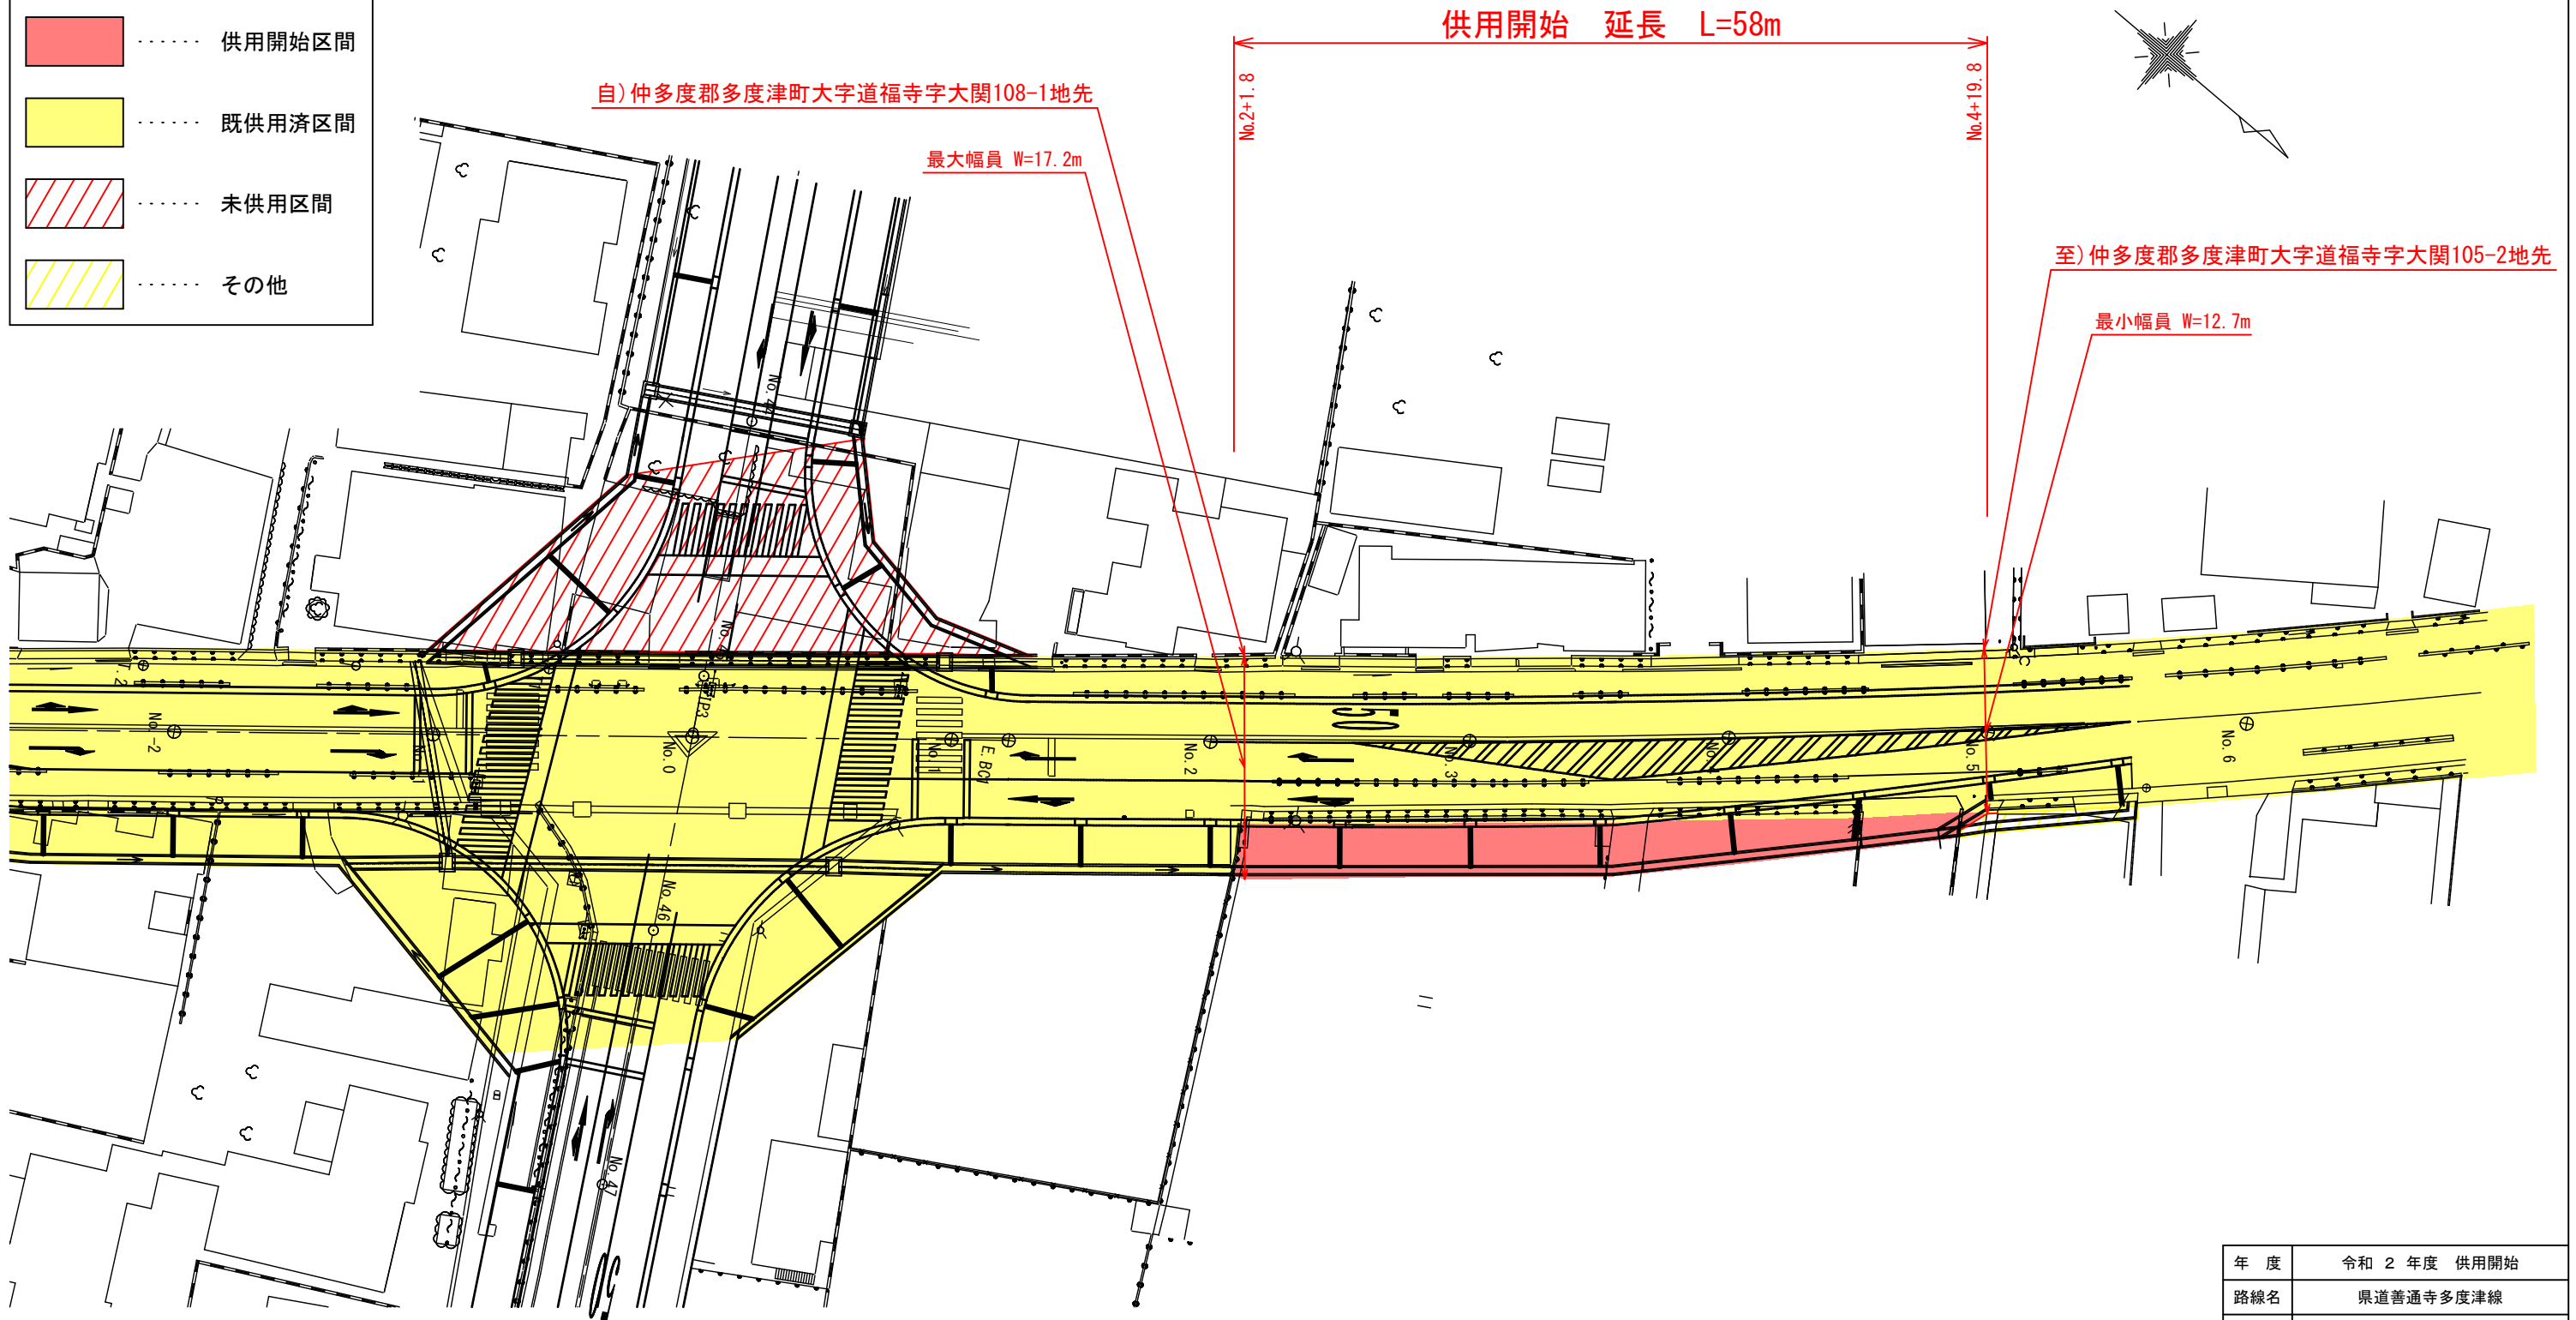 供用開始区間
既供用済区間
未供用区間
その他
供用開始　延長　L=58m
No.2+1.8
No.4+19.8
自)仲多度郡多度津町大字道福寺字大関108-1地先
最大幅員 W=17.2m
至)仲多度郡多度津町大字道福寺字大関105-2地先
最小幅員 W=12.7m
No.-2
No.0
No.1
E.BC1
No.2
No.3
No.5
No.6
50
No.46
No.47
50
年　度　令和 2 年度　供用開始
路線名　県道善通寺多度津線